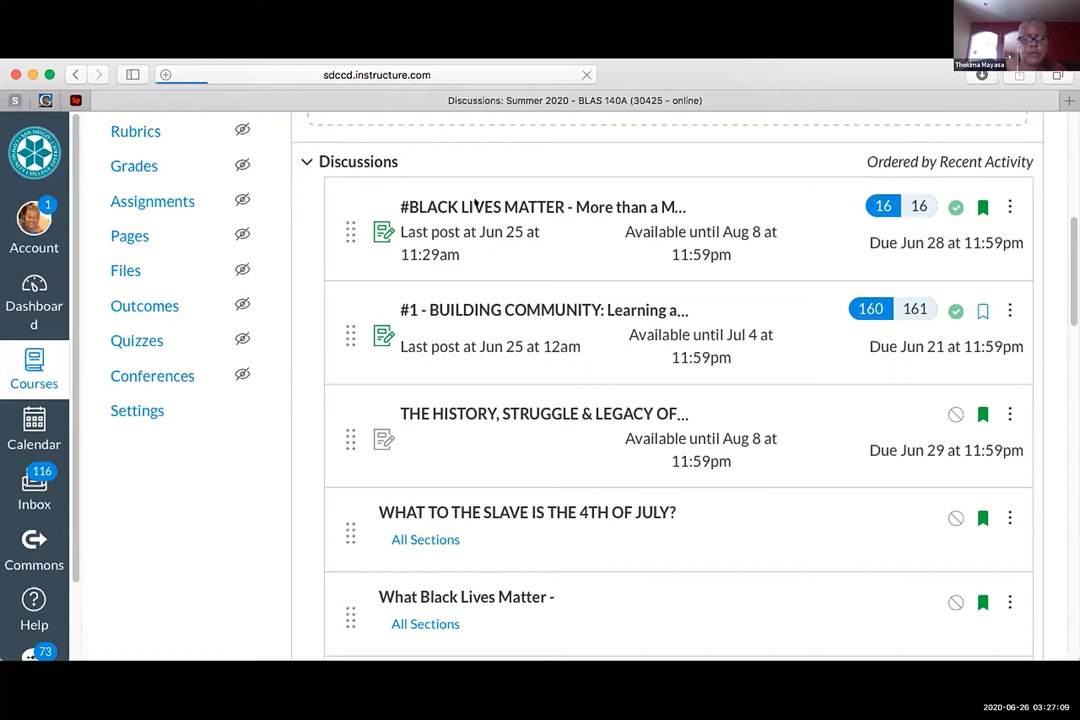 Thekima Mayasa
sdccd.instructure.com
S
Discussions: Summer 2020 - BLAS 140A (30425 - online)
1
Account
Dashboar
d
Courses
Calendar
116
Inbox
Commons
Help
73
Rubrics
Grades
Assignments
Pages
Files
Outcomes
Quizzes
Conferences
Settings
Discussions
Ordered by Recent Activity
#BLACK LIVES MATTER - More than a M...
16 16
Last post at Jun 25 at
11:29am
Available until Aug 8 at
11:59pm
Due Jun 28 at 11:59pm
#1 - BUILDING COMMUNITY: Learning a...
160 161
Last post at Jun 25 at 12am
Available until Jul 4 at
11:59pm
Due Jun 21 at 11:59pm
THE HISTORY, STRUGGLE & LEGACY OF...
Available until Aug 8 at
11:59pm
Due Jun 29 at 11:59pm
WHAT TO THE SLAVE IS THE 4TH OF JULY?
All Sections
What Black Lives Matter -
All Sections
2020-06-26 03:27:09